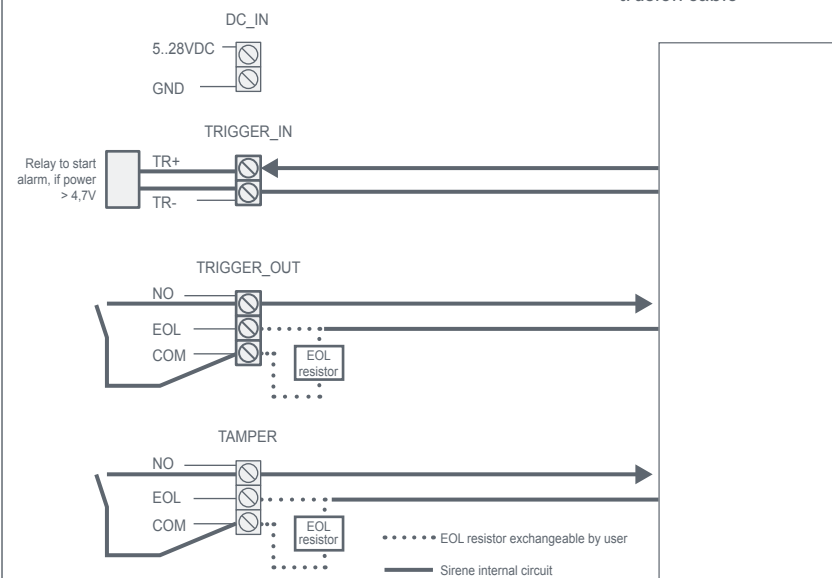 DC_IN
5..28VDC
GND
TRIGGER_IN
Relay to start
alarm, if power
> 4,7V
TR+
TR-
TRIGGER_OUT
NO
EOL
COM
EOL
resistor
TAMPER
NO
EOL
COM
EOL
resistor
EOL resistor exchangeable by user
Sirene internal circuit